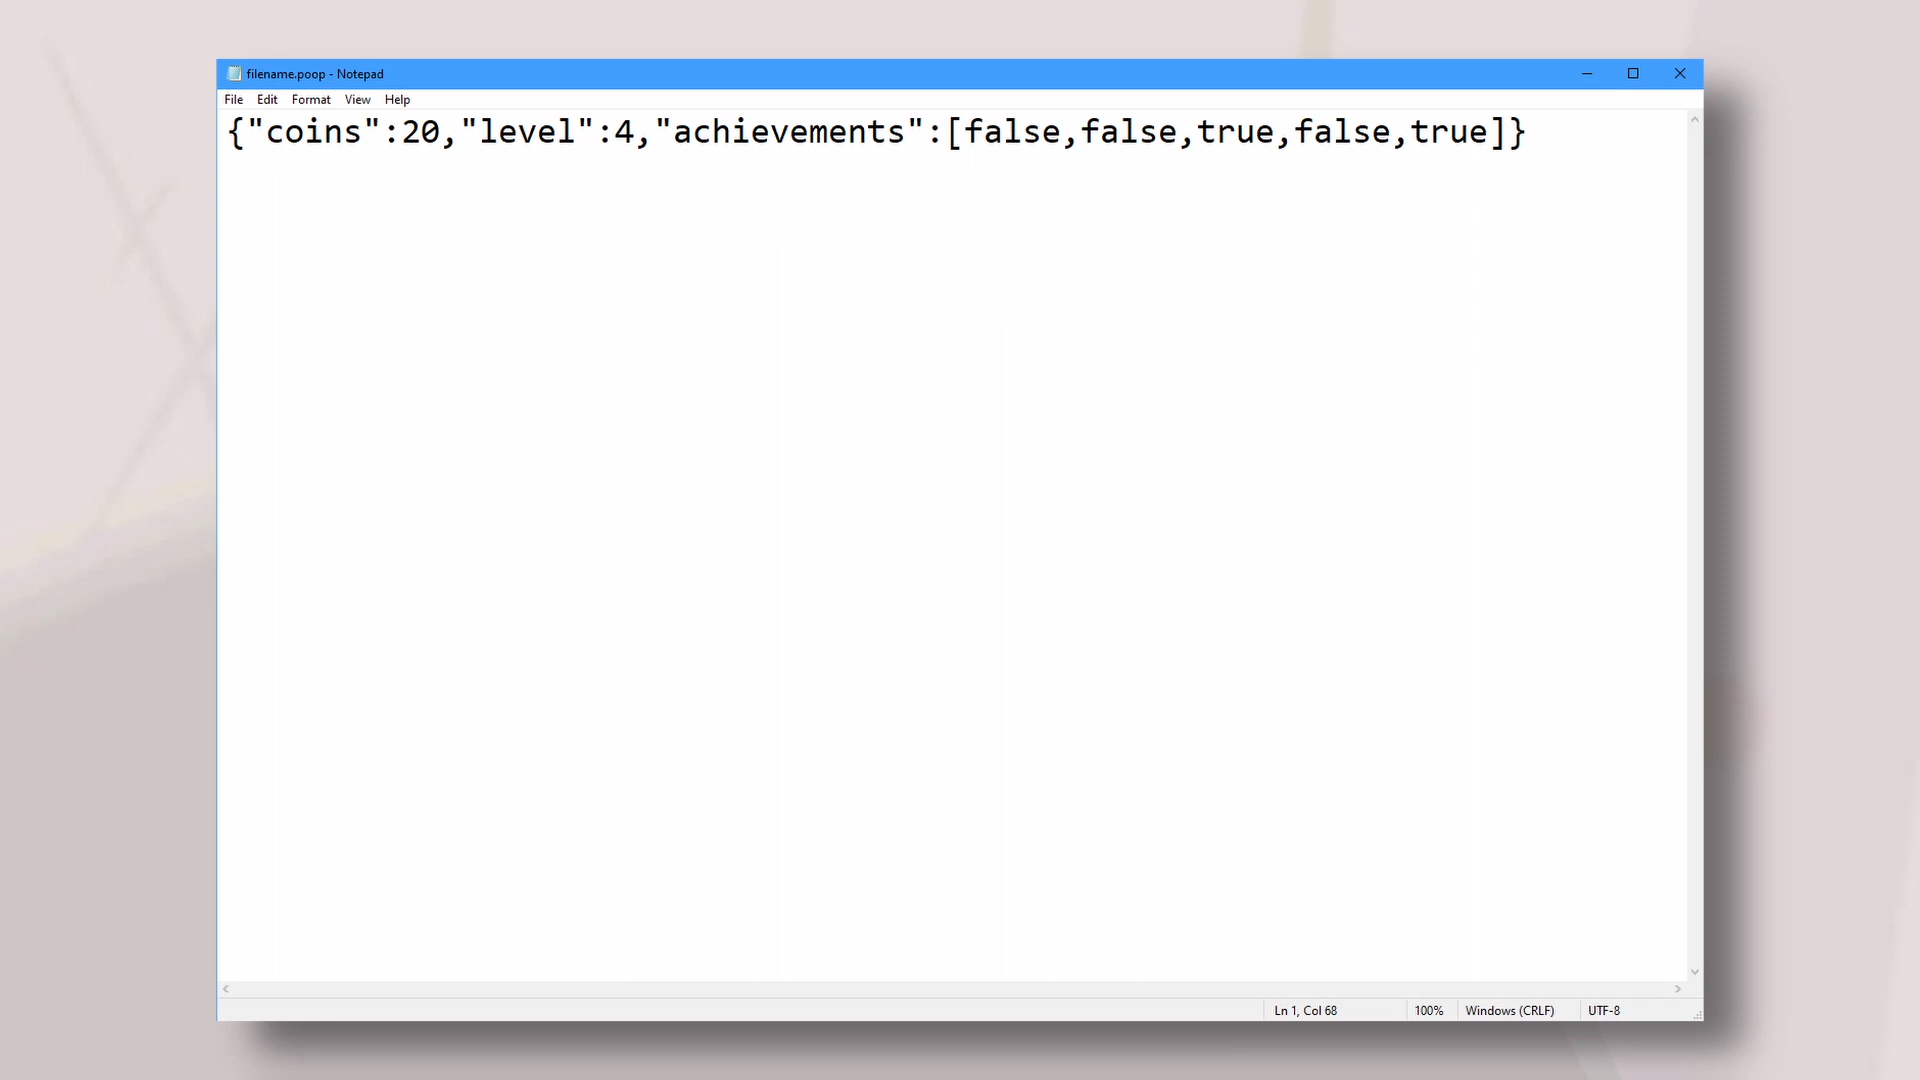 filename.poop - Notepad
File Edit Format View Help
{"coins":20,"level":4,"achievements":[false,false,true,false,true]}
Ln 1, Col 68 100% Windows (CRLF) UTF-8